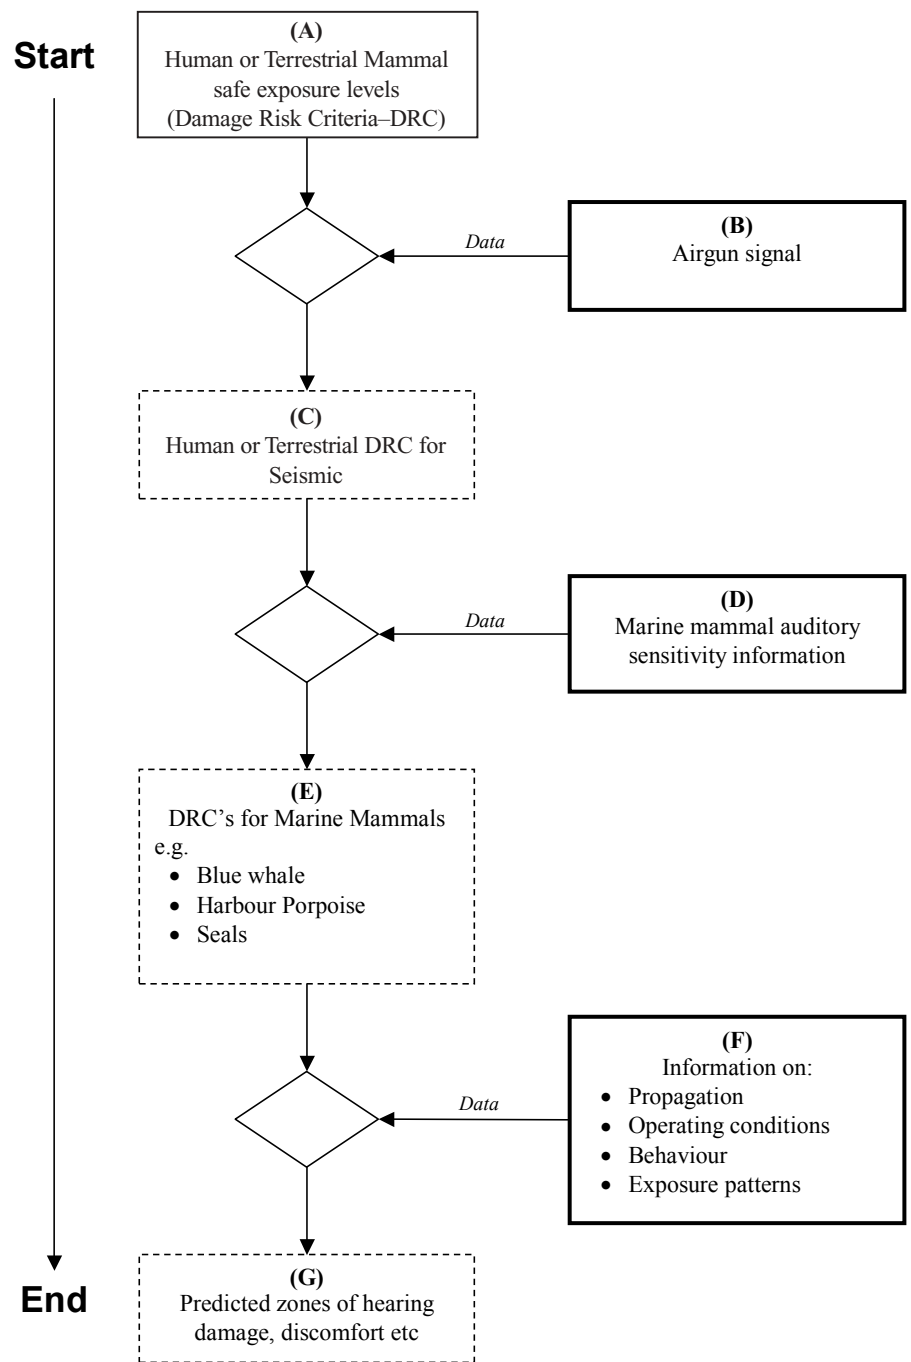 Start
(A)
Human or Terrestrial Mammal
safe exposure levels
(Damage Risk Criteria–DRC)
Data
(B)
Airgun signal
(C)
Human or Terrestrial DRC for
Seismic
Data
(D)
Marine mammal auditory
sensitivity information
(E)
DRC’s for Marine Mammals
e.g.
• Blue whale
• Harbour Porpoise
• Seals
Data
(F)
Information on:
• Propagation
• Operating conditions
• Behaviour
• Exposure patterns
End
(G)
Predicted zones of hearing
damage, discomfort etc